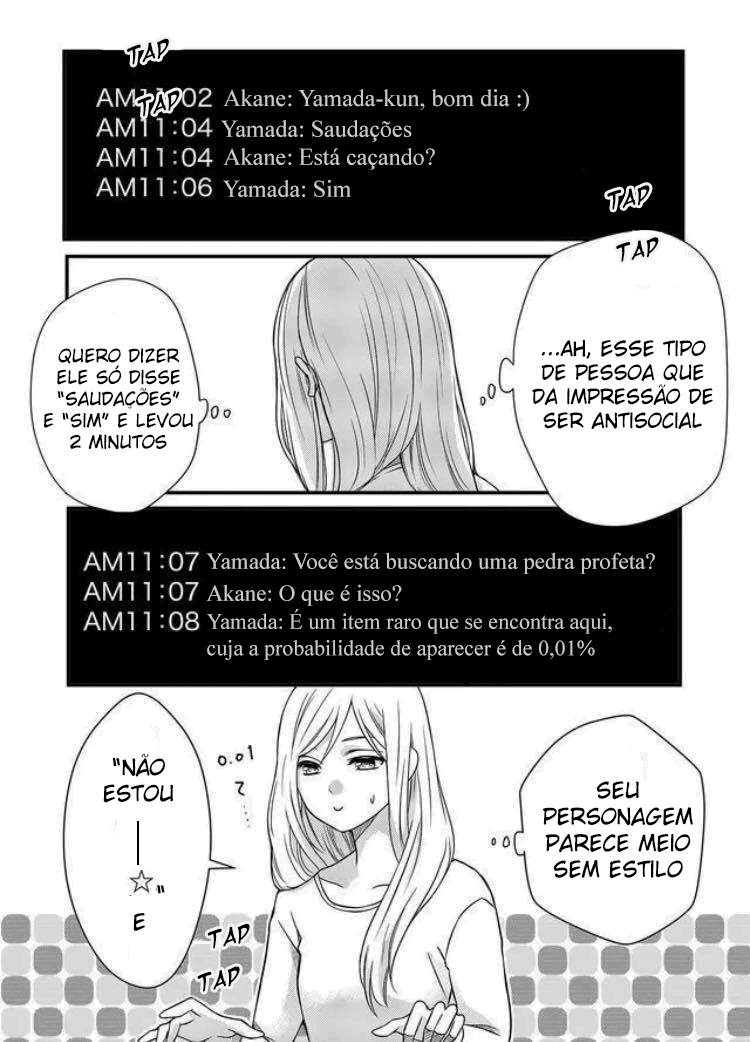 TAP
TAP
AM11:02 Akane: Yamada-kun, bom dia :)
AM11:04 Yamada: Saudações
AM11:04 Akane: Está caçando?
AM11:06 Yamada: Sim
TAP
TAP
...AH, ESSE TIPO
DE PESSOA QUE
DA IMPRESSÃO DE
SER ANTISOCIAL
QUERO DIZER
ELE SÓ DISSE
"SAUDAÇÕES"
E "SIM" E LEVOU
2 MINUTOS
AM11:07 Yamada: Você está buscando uma pedra profeta?
AM11:07 Akane: O que é isso?
AM11:08 Yamada: É um item raro que se encontra aqui,
cuja a probabilidade de aparecer é de 0,01%
SEU
PERSONAGEM
PARECE MEIO
SEM ESTILO
0.01
?
"NÃO
ESTOU
—
☆"
E
TAP
TAP